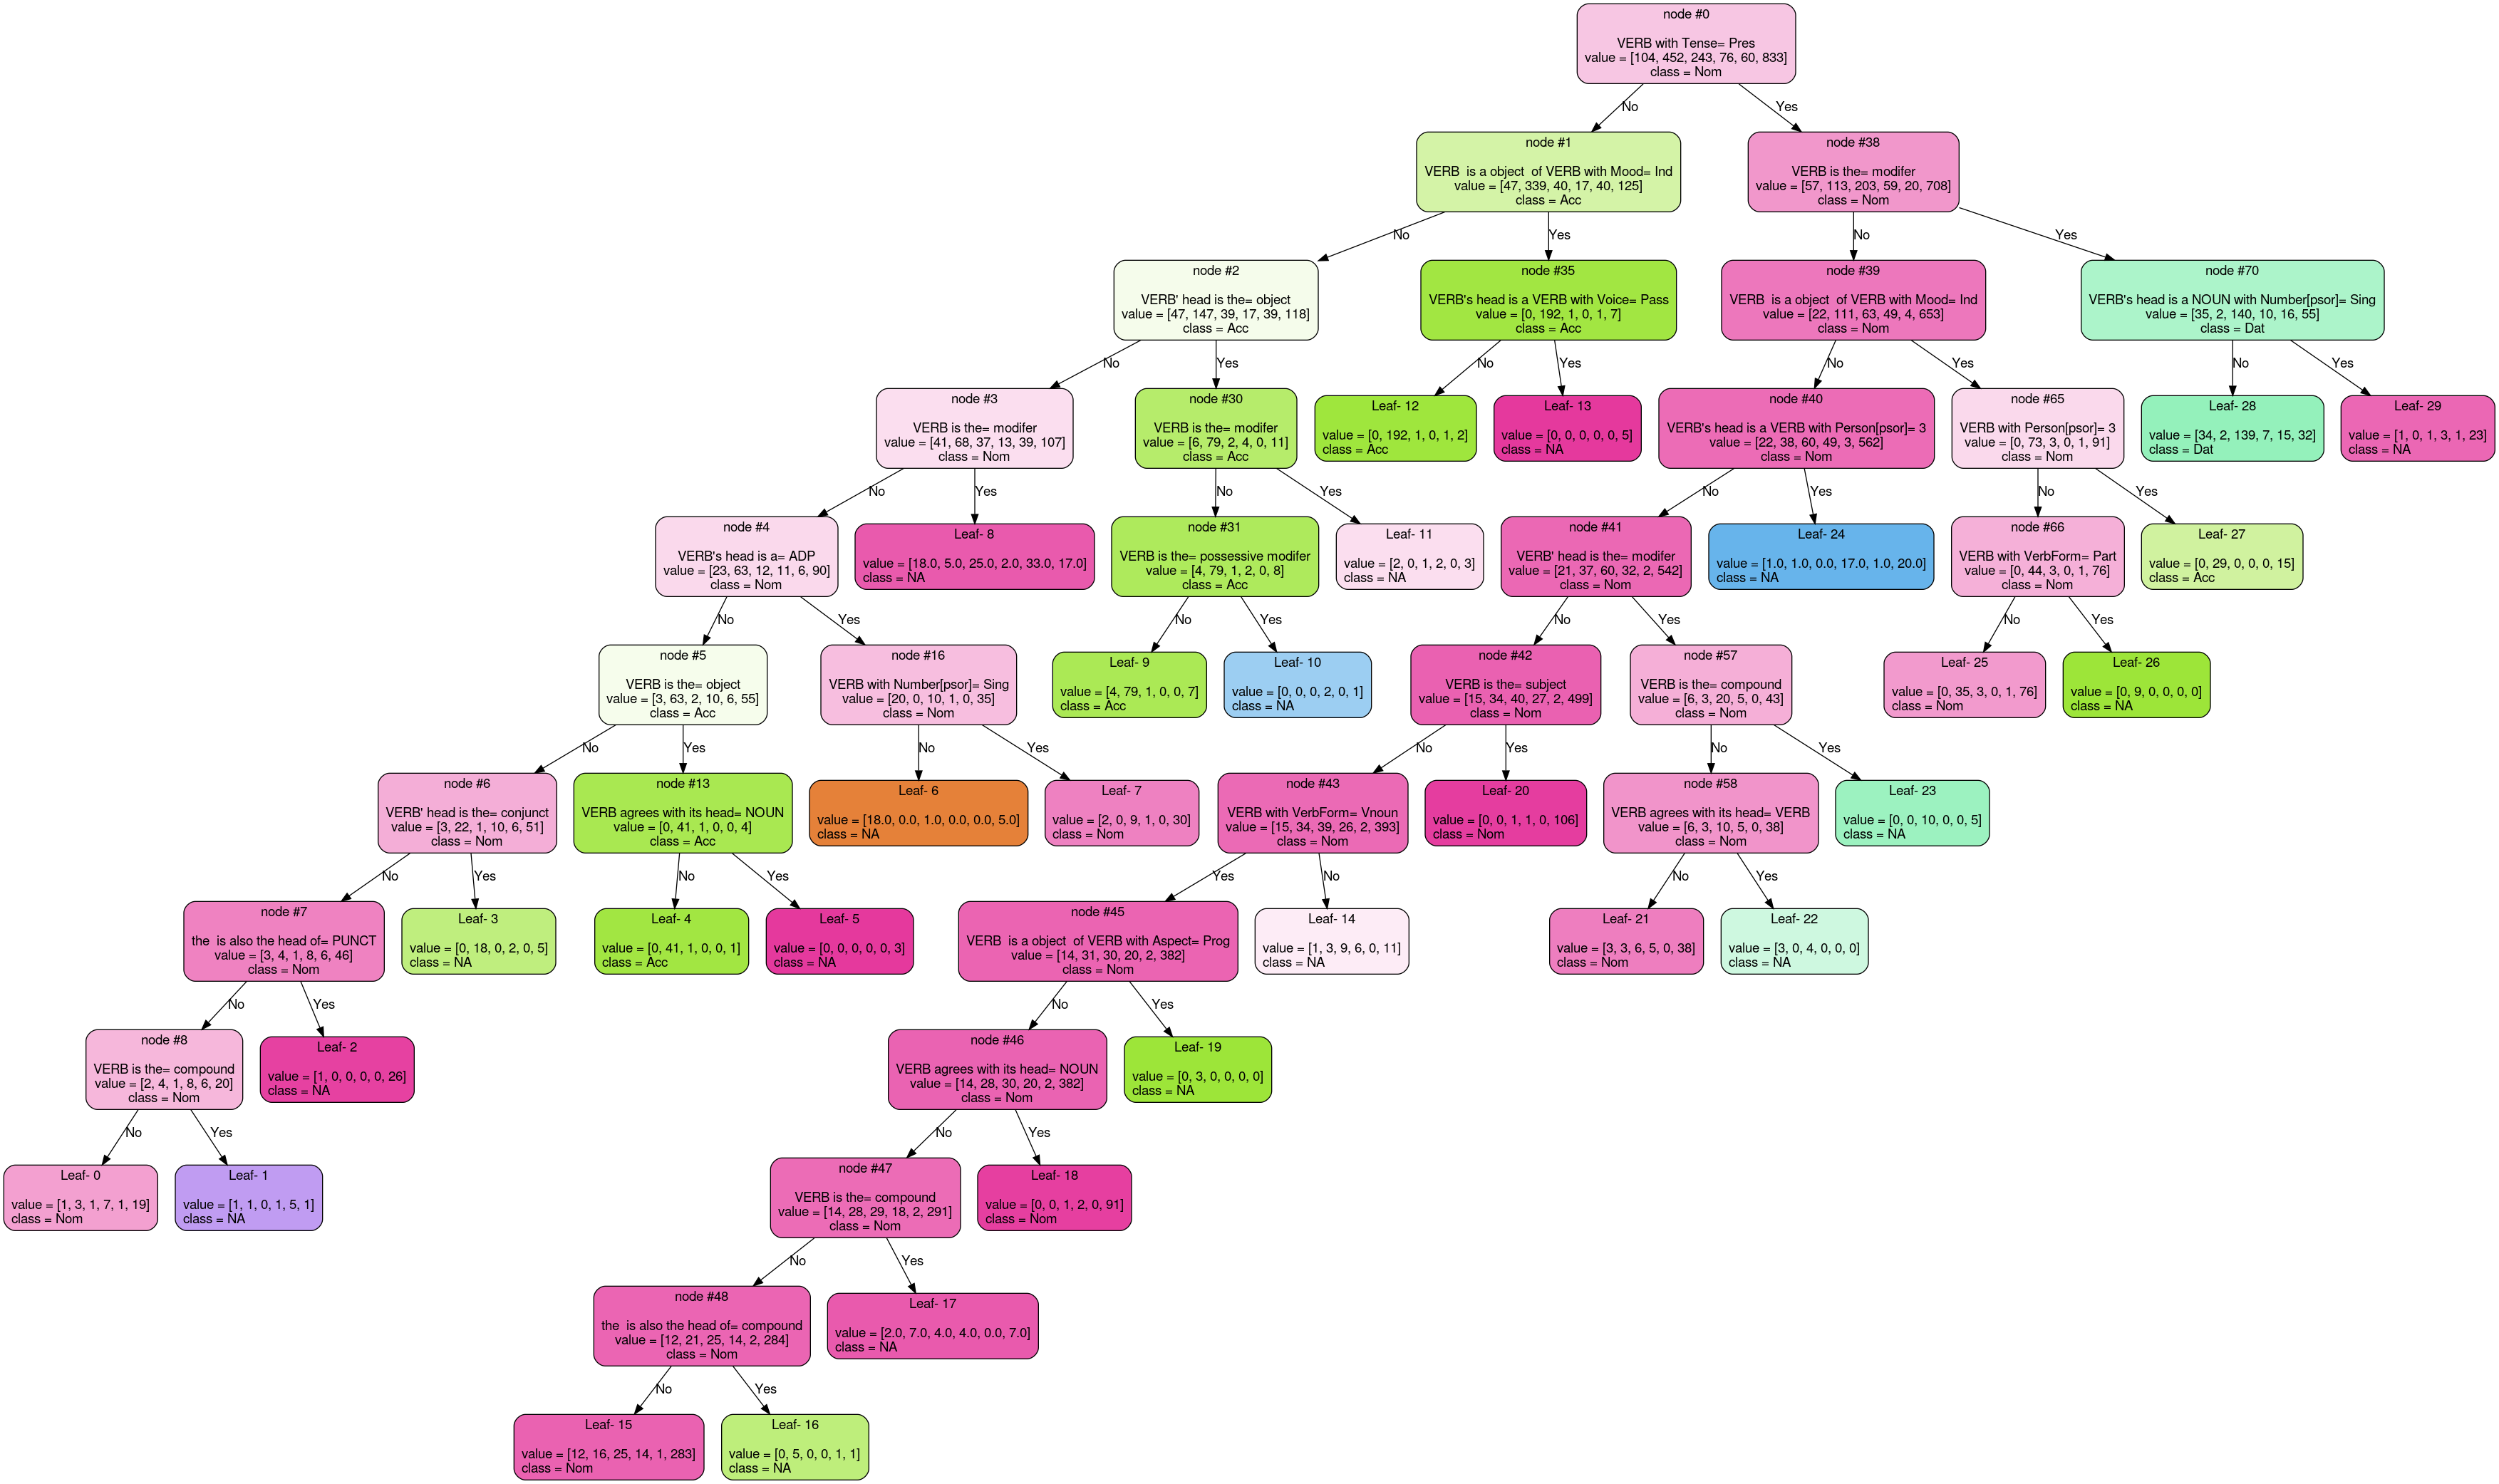 node #0
VERB with Tense= Pres
value = [104, 452, 243, 76, 60, 833]
class = Nom
No
Yes
node #1
VERB  is a object  of VERB with Mood= Ind
value = [47, 339, 40, 17, 40, 125]
class = Acc
node #38
VERB is the= modifer
value = [57, 113, 203, 59, 20, 708]
class = Nom
No
Yes
No
Yes
node #2
VERB' head is the= object
value = [47, 147, 39, 17, 39, 118]
class = Acc
node #35
VERB's head is a VERB with Voice= Pass
value = [0, 192, 1, 0, 1, 7]
class = Acc
node #39
VERB  is a object  of VERB with Mood= Ind
value = [22, 111, 63, 49, 4, 653]
class = Nom
node #70
VERB's head is a NOUN with Number[psor]= Sing
value = [35, 2, 140, 10, 16, 55]
class = Dat
No
Yes
No
Yes
No
Yes
No
Yes
node #3
VERB is the= modifer
value = [41, 68, 37, 13, 39, 107]
class = Nom
node #30
VERB is the= modifer
value = [6, 79, 2, 4, 0, 11]
class = Acc
Leaf- 12
value = [0, 192, 1, 0, 1, 2]
class = Acc
Leaf- 13
value = [0, 0, 0, 0, 0, 5]
class = NA
node #40
VERB's head is a VERB with Person[psor]= 3
value = [22, 38, 60, 49, 3, 562]
class = Nom
node #65
VERB with Person[psor]= 3
value = [0, 73, 3, 0, 1, 91]
class = Nom
Leaf- 28
value = [34, 2, 139, 7, 15, 32]
class = Dat
Leaf- 29
value = [1, 0, 1, 3, 1, 23]
class = NA
No
Yes
No
Yes
No
Yes
No
Yes
node #4
VERB's head is a= ADP
value = [23, 63, 12, 11, 6, 90]
class = Nom
Leaf- 8
value = [18.0, 5.0, 25.0, 2.0, 33.0, 17.0]
class = NA
node #31
VERB is the= possessive modifer
value = [4, 79, 1, 2, 0, 8]
class = Acc
Leaf- 11
value = [2, 0, 1, 2, 0, 3]
class = NA
node #41
VERB' head is the= modifer
value = [21, 37, 60, 32, 2, 542]
class = Nom
Leaf- 24
value = [1.0, 1.0, 0.0, 17.0, 1.0, 20.0]
class = NA
node #66
VERB with VerbForm= Part
value = [0, 44, 3, 0, 1, 76]
class = Nom
Leaf- 27
value = [0, 29, 0, 0, 0, 15]
class = Acc
No
Yes
No
Yes
No
Yes
No
Yes
node #5
VERB is the= object
value = [3, 63, 2, 10, 6, 55]
class = Acc
node #16
VERB with Number[psor]= Sing
value = [20, 0, 10, 1, 0, 35]
class = Nom
Leaf- 9
value = [4, 79, 1, 0, 0, 7]
class = Acc
Leaf- 10
value = [0, 0, 0, 2, 0, 1]
class = NA
node #42
VERB is the= subject
value = [15, 34, 40, 27, 2, 499]
class = Nom
node #57
VERB is the= compound
value = [6, 3, 20, 5, 0, 43]
class = Nom
Leaf- 25
value = [0, 35, 3, 0, 1, 76]
class = Nom
Leaf- 26
value = [0, 9, 0, 0, 0, 0]
class = NA
No
Yes
No
Yes
No
Yes
No
Yes
node #6
VERB' head is the= conjunct
value = [3, 22, 1, 10, 6, 51]
class = Nom
node #13
VERB agrees with its head= NOUN
value = [0, 41, 1, 0, 0, 4]
class = Acc
Leaf- 6
value = [18.0, 0.0, 1.0, 0.0, 0.0, 5.0]
class = NA
Leaf- 7
value = [2, 0, 9, 1, 0, 30]
class = Nom
node #43
VERB with VerbForm= Vnoun
value = [15, 34, 39, 26, 2, 393]
class = Nom
Leaf- 20
value = [0, 0, 1, 1, 0, 106]
class = Nom
node #58
VERB agrees with its head= VERB
value = [6, 3, 10, 5, 0, 38]
class = Nom
Leaf- 23
value = [0, 0, 10, 0, 0, 5]
class = NA
No
Yes
No
Yes
Yes
No
No
Yes
node #7
the  is also the head of= PUNCT
value = [3, 4, 1, 8, 6, 46]
class = Nom
Leaf- 3
value = [0, 18, 0, 2, 0, 5]
class = NA
Leaf- 4
value = [0, 41, 1, 0, 0, 1]
class = Acc
Leaf- 5
value = [0, 0, 0, 0, 0, 3]
class = NA
node #45
VERB  is a object  of VERB with Aspect= Prog
value = [14, 31, 30, 20, 2, 382]
class = Nom
Leaf- 14
value = [1, 3, 9, 6, 0, 11]
class = NA
Leaf- 21
value = [3, 3, 6, 5, 0, 38]
class = Nom
Leaf- 22
value = [3, 0, 4, 0, 0, 0]
class = NA
No
Yes
No
Yes
node #8
VERB is the= compound
value = [2, 4, 1, 8, 6, 20]
class = Nom
Leaf- 2
value = [1, 0, 0, 0, 0, 26]
class = NA
node #46
VERB agrees with its head= NOUN
value = [14, 28, 30, 20, 2, 382]
class = Nom
Leaf- 19
value = [0, 3, 0, 0, 0, 0]
class = NA
No
Yes
No
Yes
Leaf- 0
value = [1, 3, 1, 7, 1, 19]
class = Nom
Leaf- 1
value = [1, 1, 0, 1, 5, 1]
class = NA
node #47
VERB is the= compound
value = [14, 28, 29, 18, 2, 291]
class = Nom
Leaf- 18
value = [0, 0, 1, 2, 0, 91]
class = Nom
No
Yes
node #48
the  is also the head of= compound
value = [12, 21, 25, 14, 2, 284]
class = Nom
Leaf- 17
value = [2.0, 7.0, 4.0, 4.0, 0.0, 7.0]
class = NA
No
Yes
Leaf- 15
value = [12, 16, 25, 14, 1, 283]
class = Nom
Leaf- 16
value = [0, 5, 0, 0, 1, 1]
class = NA